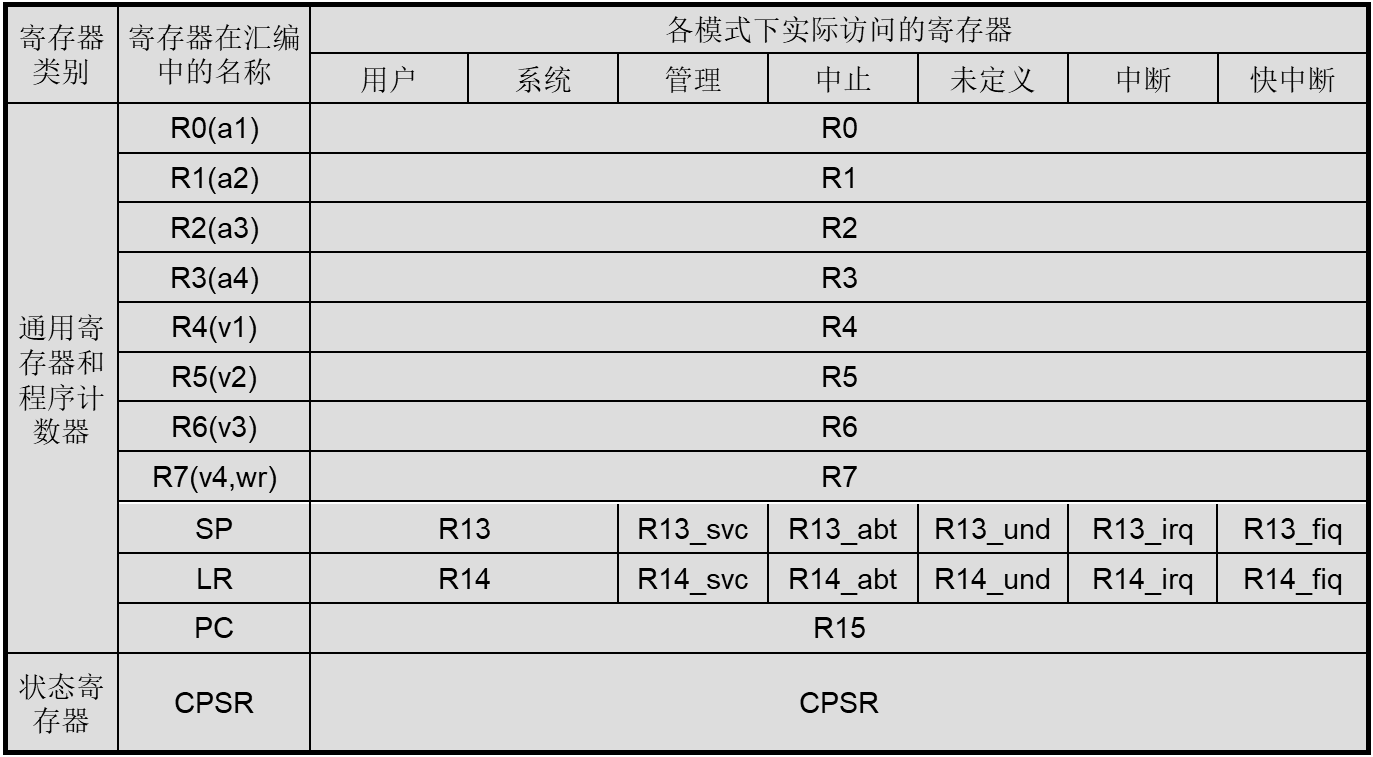 寄存器
类别
寄存器在汇编
中的名称
各模式下实际访问的寄存器
用户
系统
管理
中止
未定义
中断
快中断
通用寄
存器和
程序计
数器
R0(a1)
R0
R1(a2)
R1
R2(a3)
R2
R3(a4)
R3
R4(v1)
R4
R5(v2)
R5
R6(v3)
R6
R7(v4,wr)
R7
SP
R13
R13_svc
R13_abt
R13_und
R13_irq
R13_fiq
LR
R14
R14_svc
R14_abt
R14_und
R14_irq
R14_fiq
PC
R15
状态寄
存器
CPSR
CPSR